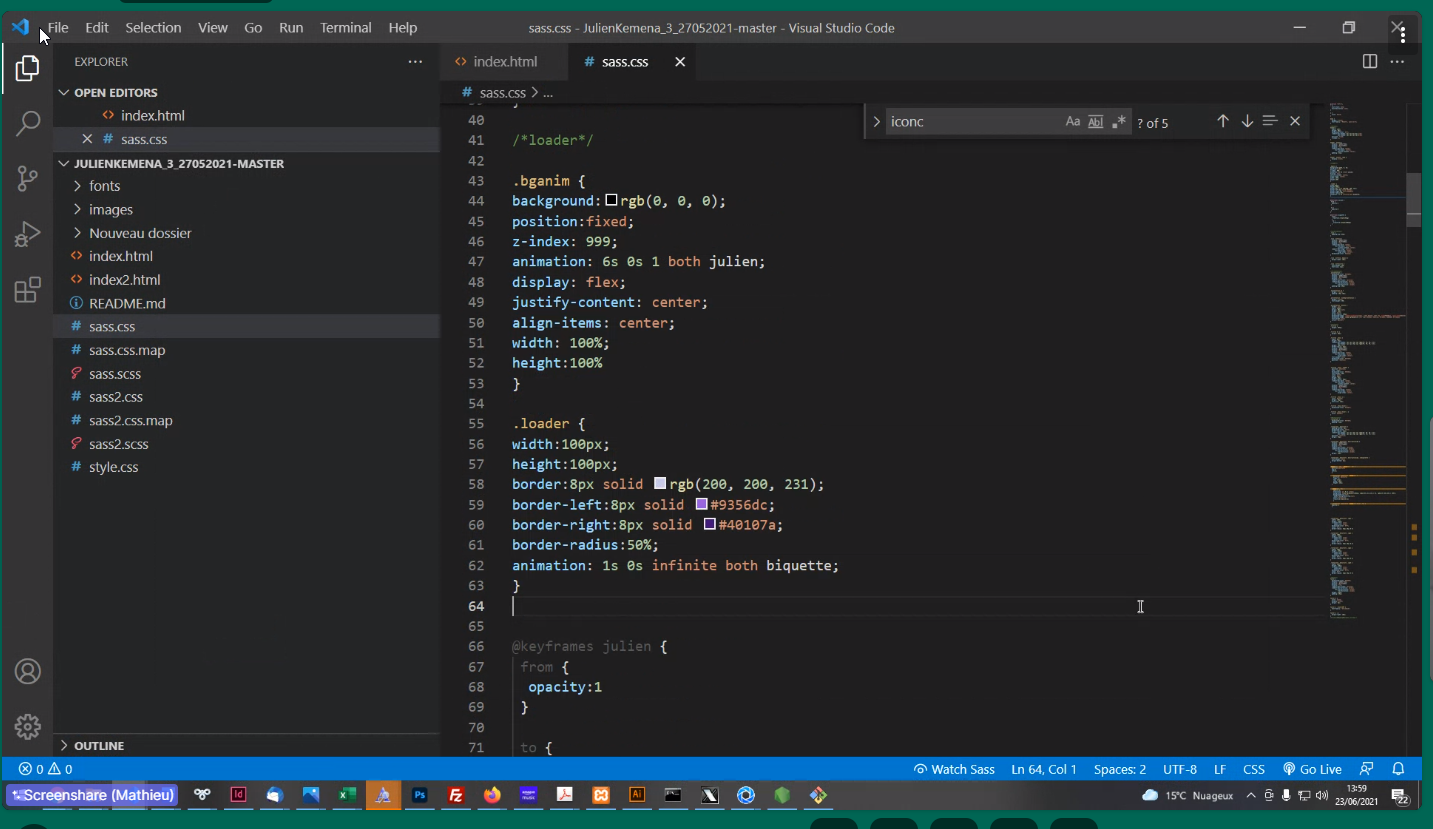 File Edit Selection View Go Run Terminal Help
sass.css - JulienKemena_3_27052021-master - Visual Studio Code
EXPLORER
OPEN EDITORS
index.html
sass.css
JULIENKEMENA_3_27052021-MASTER
fonts
images
Nouveau dossier
index.html
index2.html
README.md
sass.css
sass.css.map
sass.scss
sass2.css
sass2.css.map
sass2.scss
style.css
OUTLINE
index.html
sass.css
sass.css > ...
iconc
Aa Abl .* ? of 5
40
41 /*loader*/
42
43 .bganim {
44 background: rgb(0, 0, 0);
45 position:fixed;
46 z-index: 999;
47 animation: 6s 0s 1 both julien;
48 display: flex;
49 justify-content: center;
50 align-items: center;
51 width: 100%;
52 height:100%
53 }
54
55 .loader {
56 width:100px;
57 height:100px;
58 border:8px solid rgb(200, 200, 231);
59 border-left:8px solid #9356dc;
60 border-right:8px solid #40107a;
61 border-radius:50%;
62 animation: 1s 0s infinite both biquette;
63 }
64
65
66 @keyframes julien {
67 from {
68 opacity:1
69 }
70
71 to {
0 0
Watch Sass Ln 64, Col 1 Spaces: 2 UTF-8 LF CSS Go Live
Screenshare (Mathieu)
Id
Ps
Fz
Ai
15°C Nuageux
13:59
23/06/2021
22